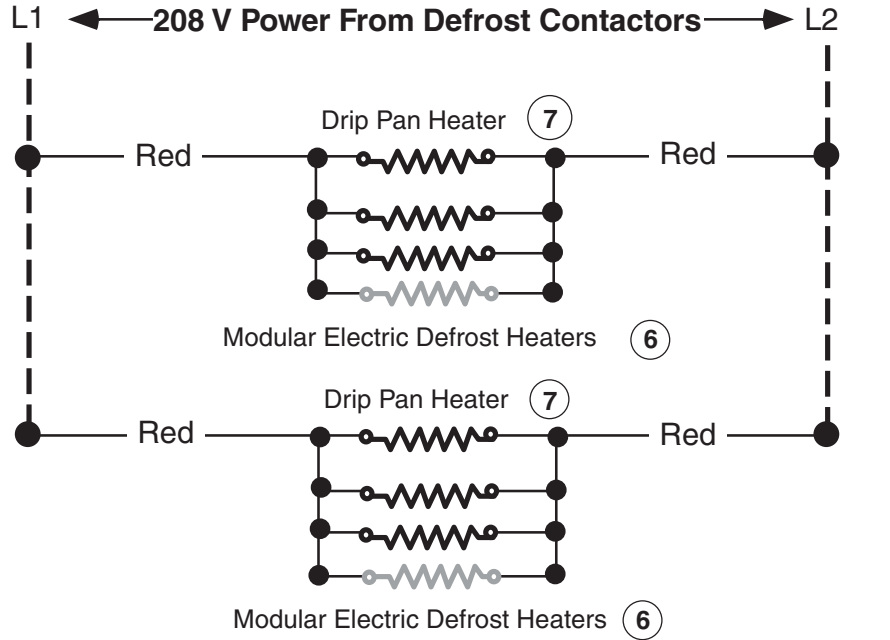 L1 208 V Power From Defrost Contactors L2
Drip Pan Heater 7
Red Red
Modular Electric Defrost Heaters 6
Drip Pan Heater 7
Red Red
Modular Electric Defrost Heaters 6